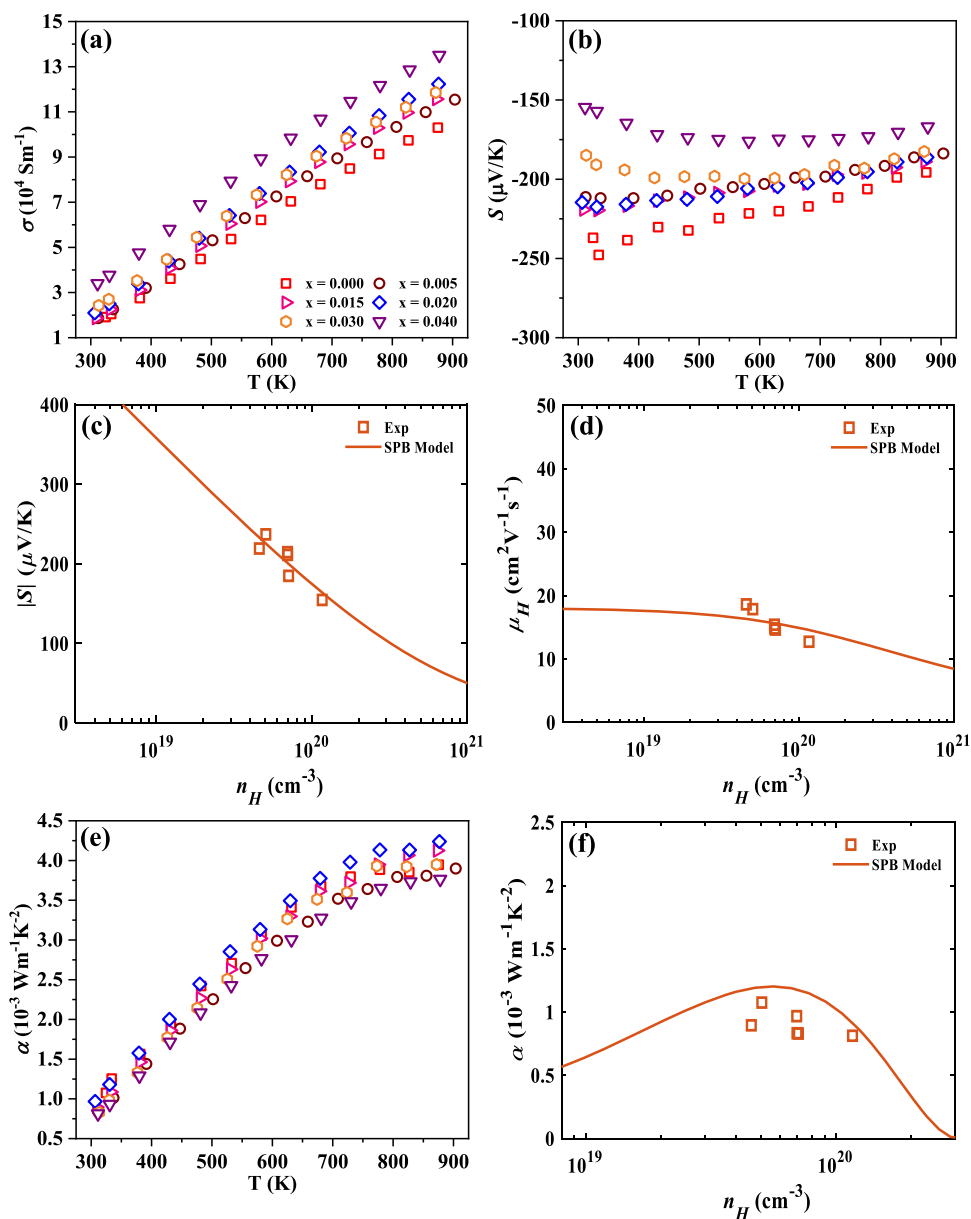 (a)
σ (10⁴ Sm⁻¹)
15
13
11
9
7
5
3
1
x = 0.000
x = 0.005
x = 0.015
x = 0.020
x = 0.030
x = 0.040
300 400 500 600 700 800 900
T (K)
(b)
S (μV/K)
-50
-100
-150
-200
-250
-300
300 400 500 600 700 800 900
T (K)
(c)
|S| (μV/K)
400
300
200
100
0
Exp
SPB Model
10¹⁹ 10²⁰ 10²¹
n_H (cm⁻³)
(d)
μ_H (cm²V⁻¹s⁻¹)
50
40
30
20
10
0
Exp
SPB Model
10¹⁹ 10²⁰ 10²¹
n_H (cm⁻³)
(e)
α (10⁻³ Wm⁻¹K⁻²)
4.5
4.0
3.5
3.0
2.5
2.0
1.5
1.0
0.5
300 400 500 600 700 800 900
T (K)
(f)
α (10⁻³ Wm⁻¹K⁻²)
2.5
2
1.5
1
0.5
0
Exp
SPB Model
10¹⁹ 10²⁰
n_H (cm⁻³)